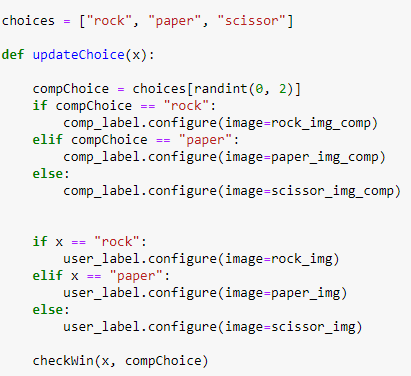 choices = ["rock", "paper", "scissor"]
def updateChoice(x):
    compChoice = choices[randint(0, 2)]
    if compChoice == "rock":
        comp_label.configure(image=rock_img_comp)
    elif compChoice == "paper":
        comp_label.configure(image=paper_img_comp)
    else:
        comp_label.configure(image=scissor_img_comp)
    if x == "rock":
        user_label.configure(image=rock_img)
    elif x == "paper":
        user_label.configure(image=paper_img)
    else:
        user_label.configure(image=scissor_img)
    checkWin(x, compChoice)